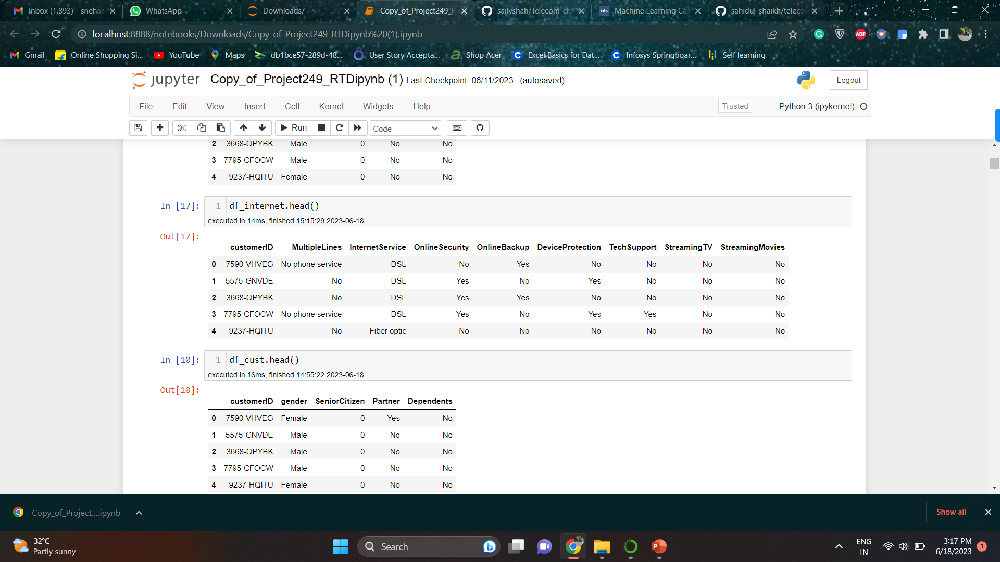 Inbox (1,893) - sneha
WhatsApp
Downloads/
Copy_of_Project249_R
sailyshah/Telecom-ch
tds Machine Learning Ca
sahidul-shaikh/teleco
localhost:8888/notebooks/Downloads/Copy_of_Project249_RTDipynb%20(1).ipynb
ABP
Gmail
Online Shopping Si...
YouTube
Maps
db1bce57-289d-48...
User Story Accepta...
Shop Acer
Excel Basics for Dat...
Infosys Springboar...
Self learning
jupyter Copy_of_Project249_RTDipynb (1) Last Checkpoint: 06/11/2023 (autosaved)
Logout
File Edit View Insert Cell Kernel Widgets Help
Trusted
Python 3 (ipykernel)
Run
Code
2 3668-QPYBK Male 0 No No
3 7795-CFOCW Male 0 No No
4 9237-HQITU Female 0 No No
In [17]: 1 df_internet.head()
executed in 14ms, finished 15:15:29 2023-06-18
Out[17]:
customerID MultipleLines InternetService OnlineSecurity OnlineBackup DeviceProtection TechSupport StreamingTV StreamingMovies
0 7590-VHVEG No phone service DSL No Yes No No No No
1 5575-GNVDE No DSL Yes No Yes No No No
2 3668-QPYBK No DSL Yes Yes No No No No
3 7795-CFOCW No phone service DSL Yes No Yes Yes No No
4 9237-HQITU No Fiber optic No No No No No No
In [10]: 1 df_cust.head()
executed in 16ms, finished 14:55:22 2023-06-18
Out[10]:
customerID gender SeniorCitizen Partner Dependents
0 7590-VHVEG Female 0 Yes No
1 5575-GNVDE Male 0 No No
2 3668-QPYBK Male 0 No No
3 7795-CFOCW Male 0 No No
4 9237-HQITU Female 0 No No
Copy_of_Project....ipynb
Show all
32°C
Partly sunny
Search
ENG
IN
3:17 PM
6/18/2023
1